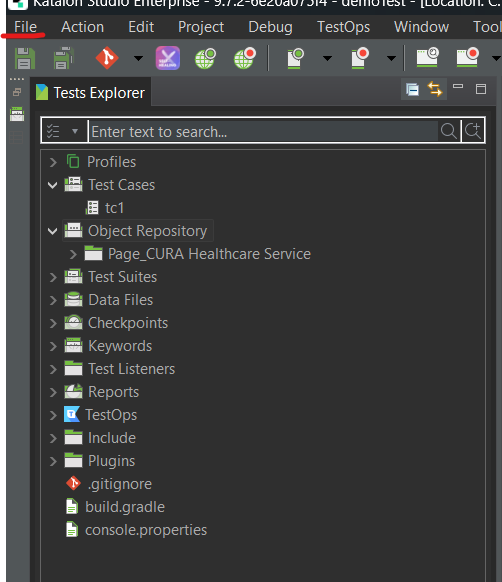 Katalon Studio Enterprise - 9.7.2-6e20a073f4 - demoTest - [Location: C:
File Action Edit Project Debug TestOps Window Tool
Tests Explorer
Enter text to search...
Profiles
Test Cases
tc1
Object Repository
Page_CURA Healthcare Service
Test Suites
Data Files
Checkpoints
Keywords
Test Listeners
Reports
TestOps
Include
Plugins
.gitignore
build.gradle
console.properties